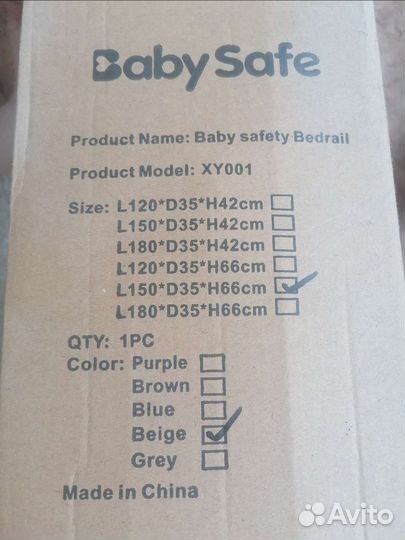 BabySafe
Product Name: Baby safety Bedrail
Product Model: XY001
Size: L120*D35*H42cm
L150*D35*H42cm
L180*D35*H42cm
L120*D35*H66cm
L150*D35*H66cm
L180*D35*H66cm
QTY: 1PC
Color: Purple
Brown
Blue
Beige
Grey
Made in China
Avito